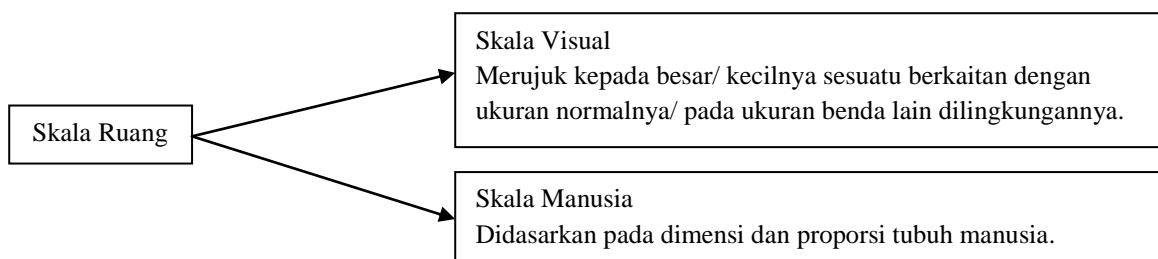 Skala Ruang
Skala Visual
Merujuk kepada besar/ kecilnya sesuatu berkaitan dengan
ukuran normalnya/ pada ukuran benda lain dilingkungannya.
Skala Manusia
Didasarkan pada dimensi dan proporsi tubuh manusia.